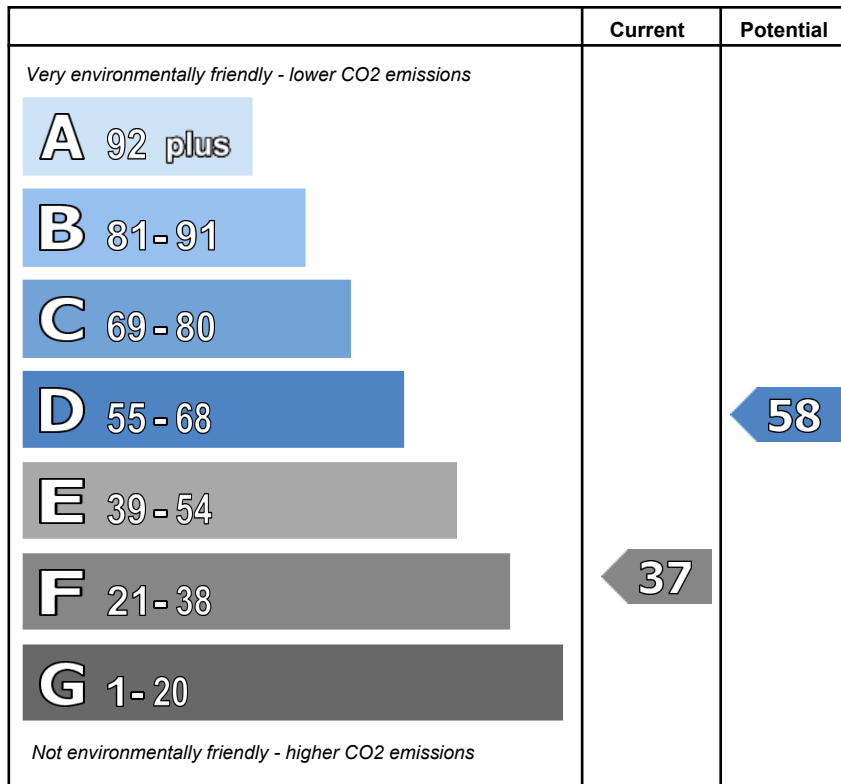 Current Potential
Very environmentally friendly - lower CO2 emissions
A 92 plus
B 81-91
C 69-80
D 55-68
58
E 39-54
F 21-38
37
G 1-20
Not environmentally friendly - higher CO2 emissions